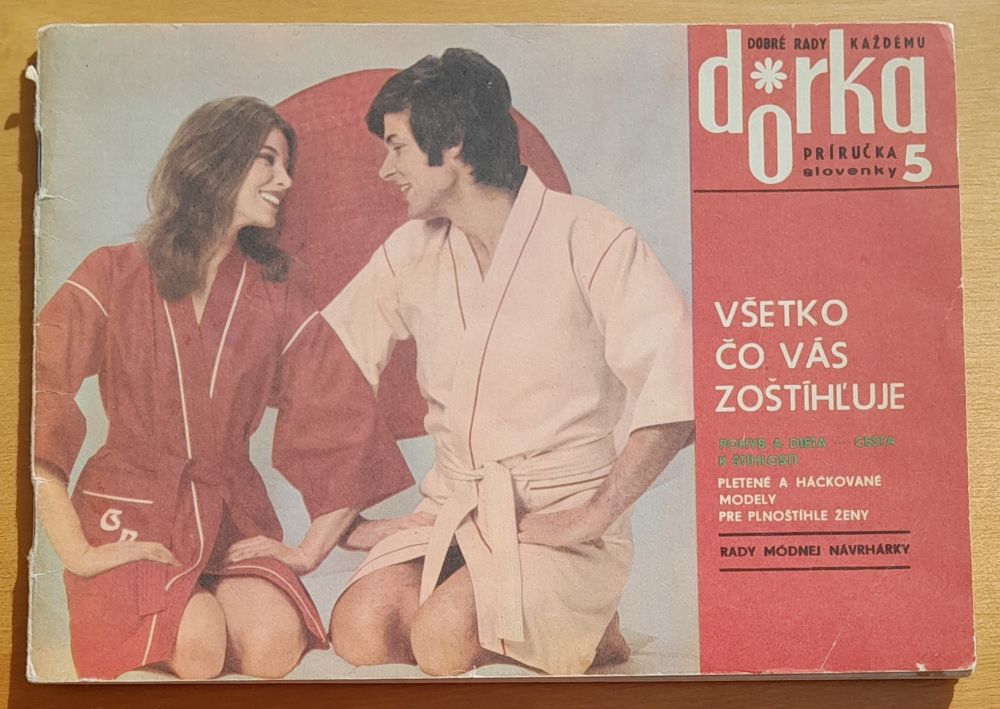 DOBRÉ RADY KAŽDÉMU
dorka
PRÍRUČKA
slovenky 5
VŠETKO
ČO VÁS
ZOŠTÍHĽUJE
POHYB A DIÉTA — CESTA
K ŠTÍHLOSTI
PLETENÉ A HÁČKOVANÉ
MODELY
PRE PLNOŠTÍHLE ŽENY
RADY MÓDNEJ NÁVRHÁRKY